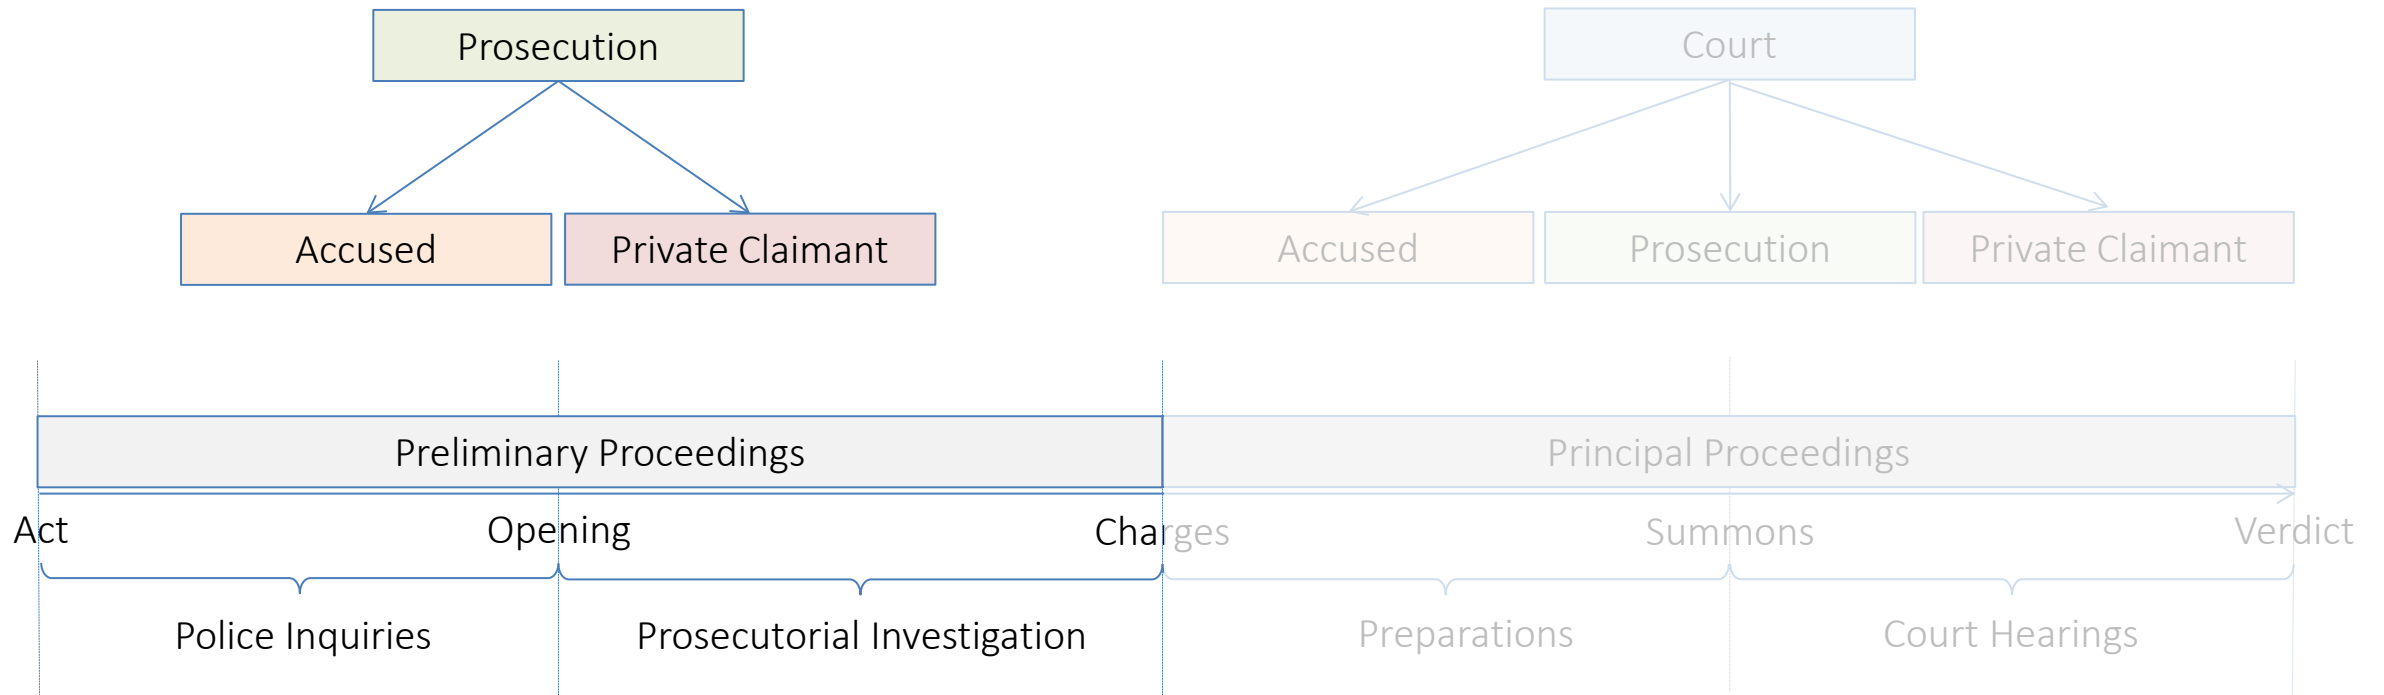 Prosecution
Court
Accused
Private Claimant
Accused
Prosecution
Private Claimant
Preliminary Proceedings
Principal Proceedings
Act
Opening
Charges
Summons
Verdict
Police Inquiries
Prosecutorial Investigation
Preparations
Court Hearings